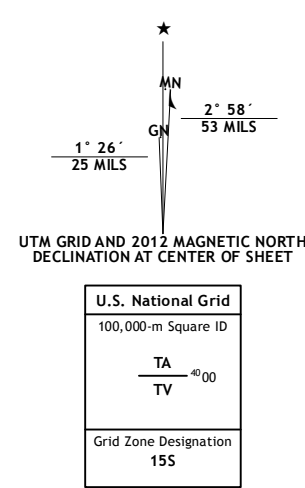 ★
MN
GN
2° 58´
53 MILS
1° 26´
25 MILS
UTM GRID AND 2012 MAGNETIC NORTH
DECLINATION AT CENTER OF SHEET
U.S. National Grid
100,000-m Square ID
TA
4000
TV
Grid Zone Designation
15S